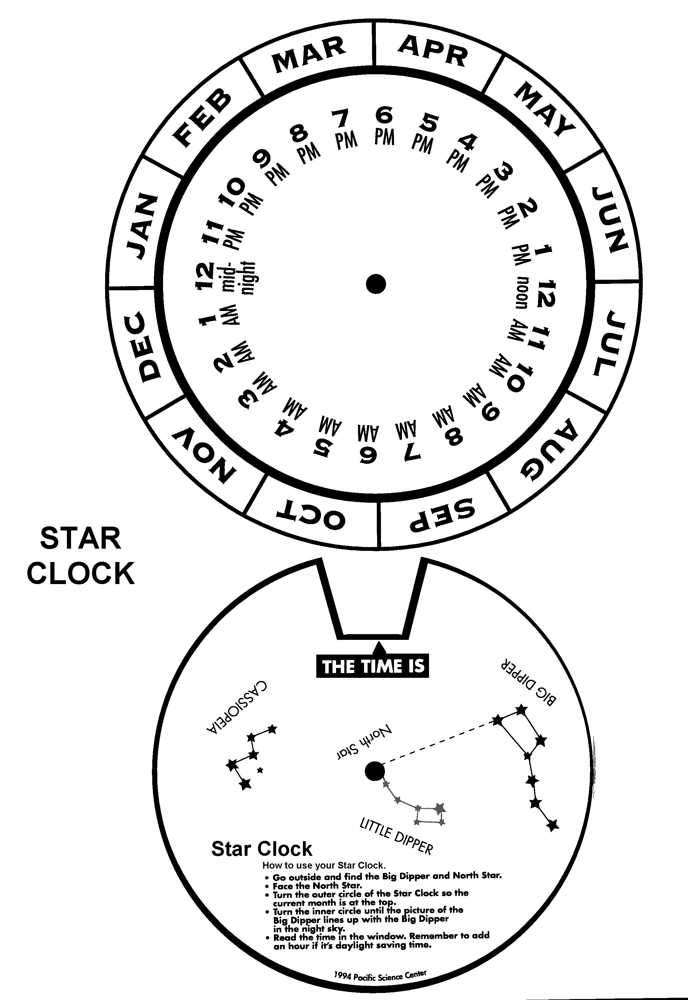 MAR
APR
MAY
JUN
JUL
AUG
SEP
OCT
NOV
DEC
JAN
FEB
6
PM
5
PM
4
PM
3
PM
2
PM
1
PM
12
noon
11
AM
10
AM
9
AM
8
AM
7
AM
6
AM
5
AM
4
AM
3
AM
2
AM
1
AM
12
mid-
night
11
PM
10
PM
9
PM
8
PM
7
PM
STAR
CLOCK
THE TIME IS
BIG DIPPER
CASSIOPEIA
North Star
LITTLE DIPPER
Star Clock
How to use your Star Clock.
• Go outside and find the Big Dipper and North Star.
• Face the North Star.
• Turn the outer circle of the Star Clock so the
current month is at the top.
• Turn the inner circle until the picture of the
Big Dipper lines up with the Big Dipper
in the night sky.
• Read the time in the window. Remember to add
an hour if it's daylight saving time.
1994 Pacific Science Center